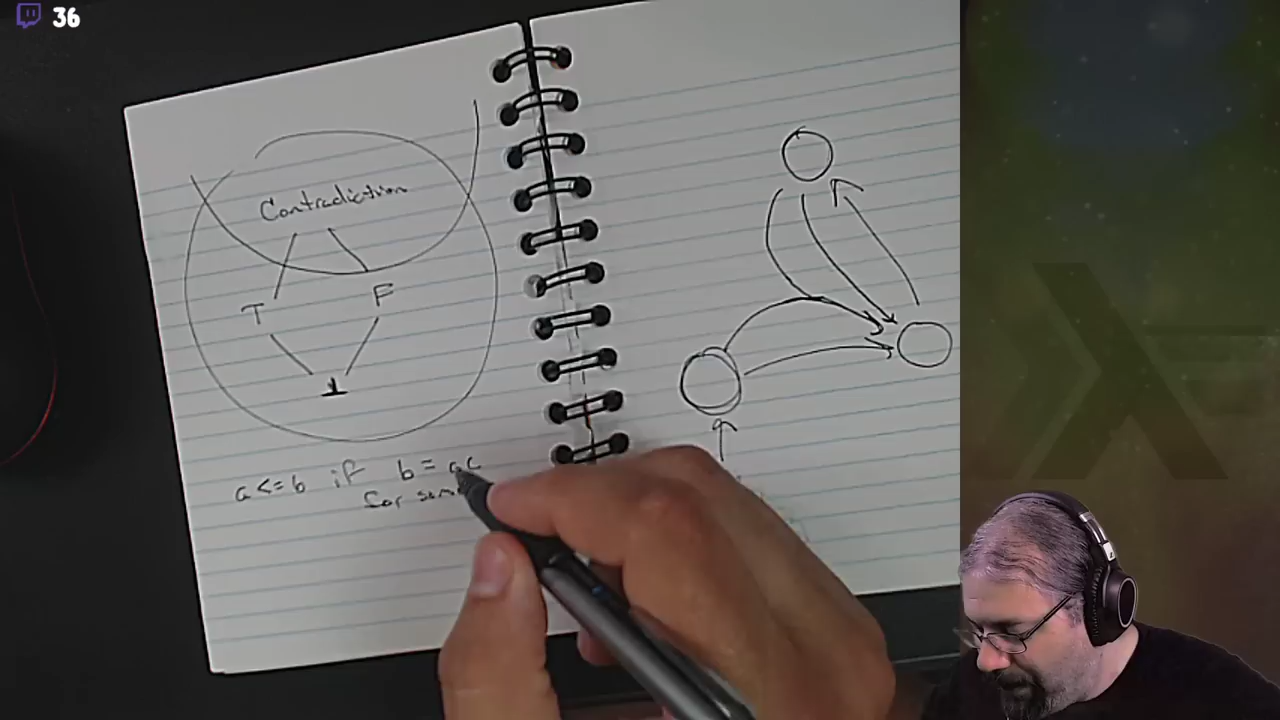 36
Contradiction
T F
⊥
a <= b if b = ac
for some